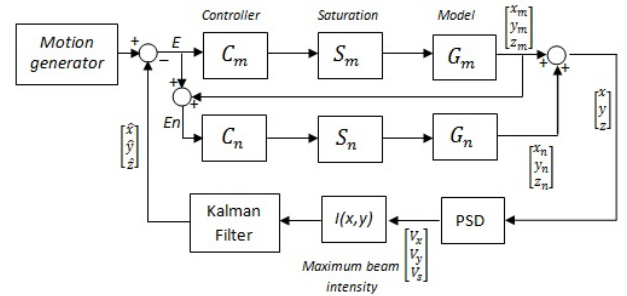 Controller Saturation Model
[x_m
y_m
z_m]
Motion
generator
+
−
E
C_m
S_m
G_m
+
+
+
+
En
C_n
S_n
G_n
[x
y
z]
[x_n
y_n
z_n]
[x̂
ŷ
ẑ]
Kalman
Filter
I(x,y)
PSD
[V_x
V_y
V_s]
Maximum beam
intensity